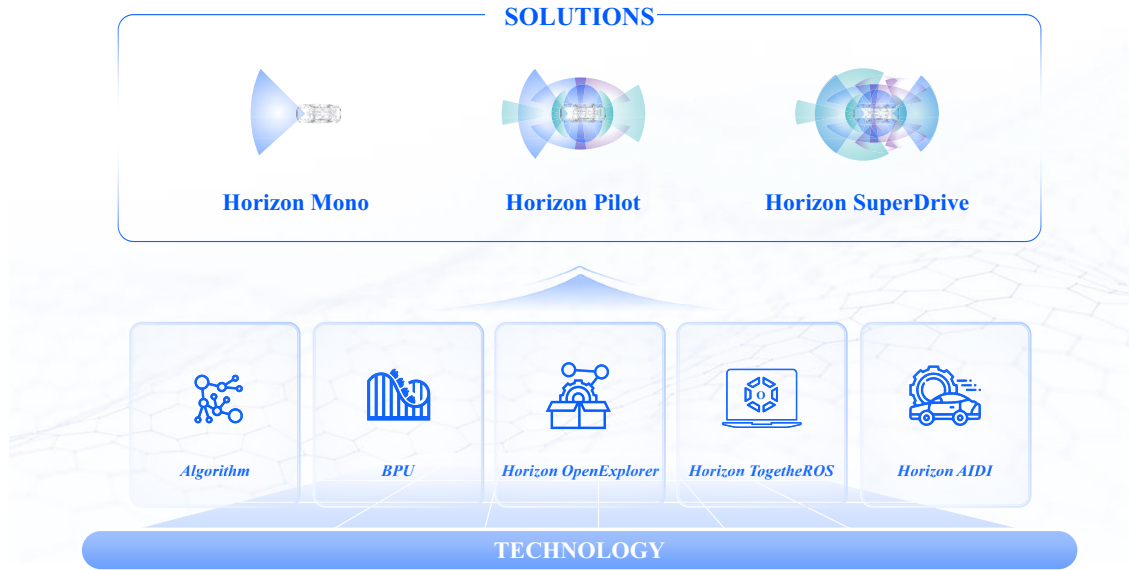 SOLUTIONS
Horizon Mono
Horizon Pilot
Horizon SuperDrive
Algorithm
BPU
Horizon OpenExplorer
O
Horizon TogetheROS
Horizon AIDI
TECHNOLOGY